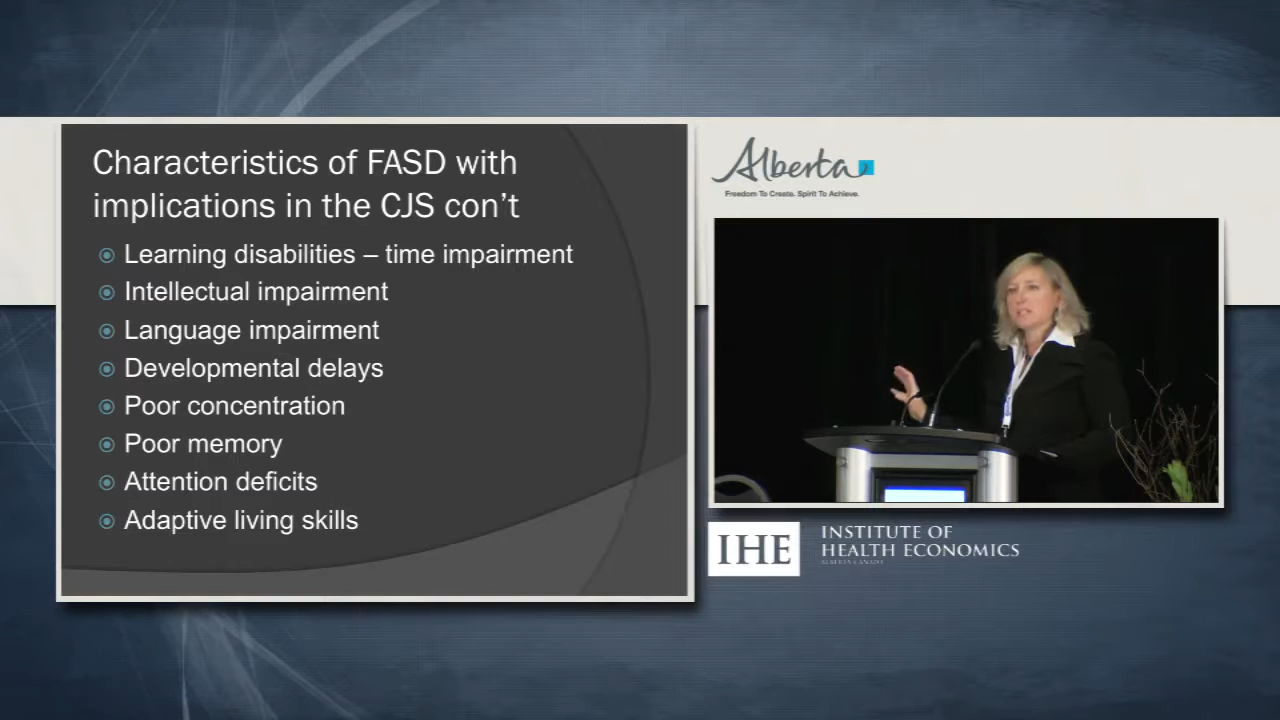 Characteristics of FASD with
implications in the CJS con’t
Learning disabilities – time impairment
Intellectual impairment
Language impairment
Developmental delays
Poor concentration
Poor memory
Attention deficits
Adaptive living skills
Alberta
Freedom To Create. Spirit To Achieve.
IHE
INSTITUTE OF
HEALTH ECONOMICS
ALBERTA CANADA